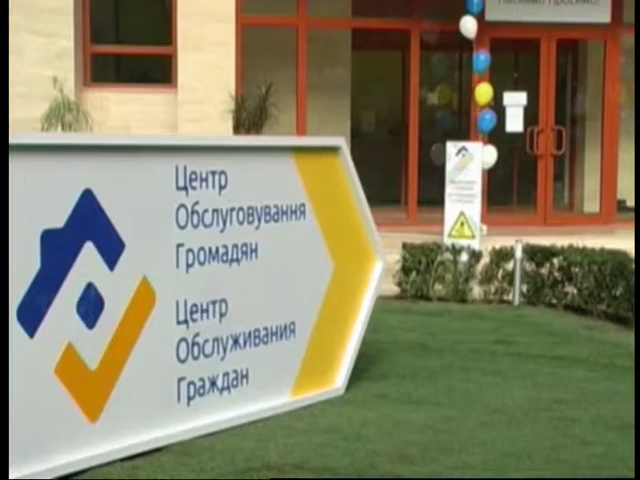 Центр
Обслуговування
Громадян
Центр
Обслуживания
Граждан